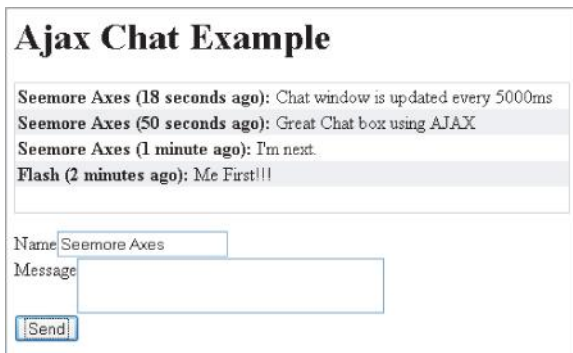 Ajax Chat Example
Seemore Axes (18 seconds ago): Chat window is updated every 5000ms
Seemore Axes (50 seconds ago): Great Chat box using AJAX
Seemore Axes (1 minute ago): I'm next.
Flash (2 minutes ago): Me First!!!
Name Seemore Axes
Message
Send